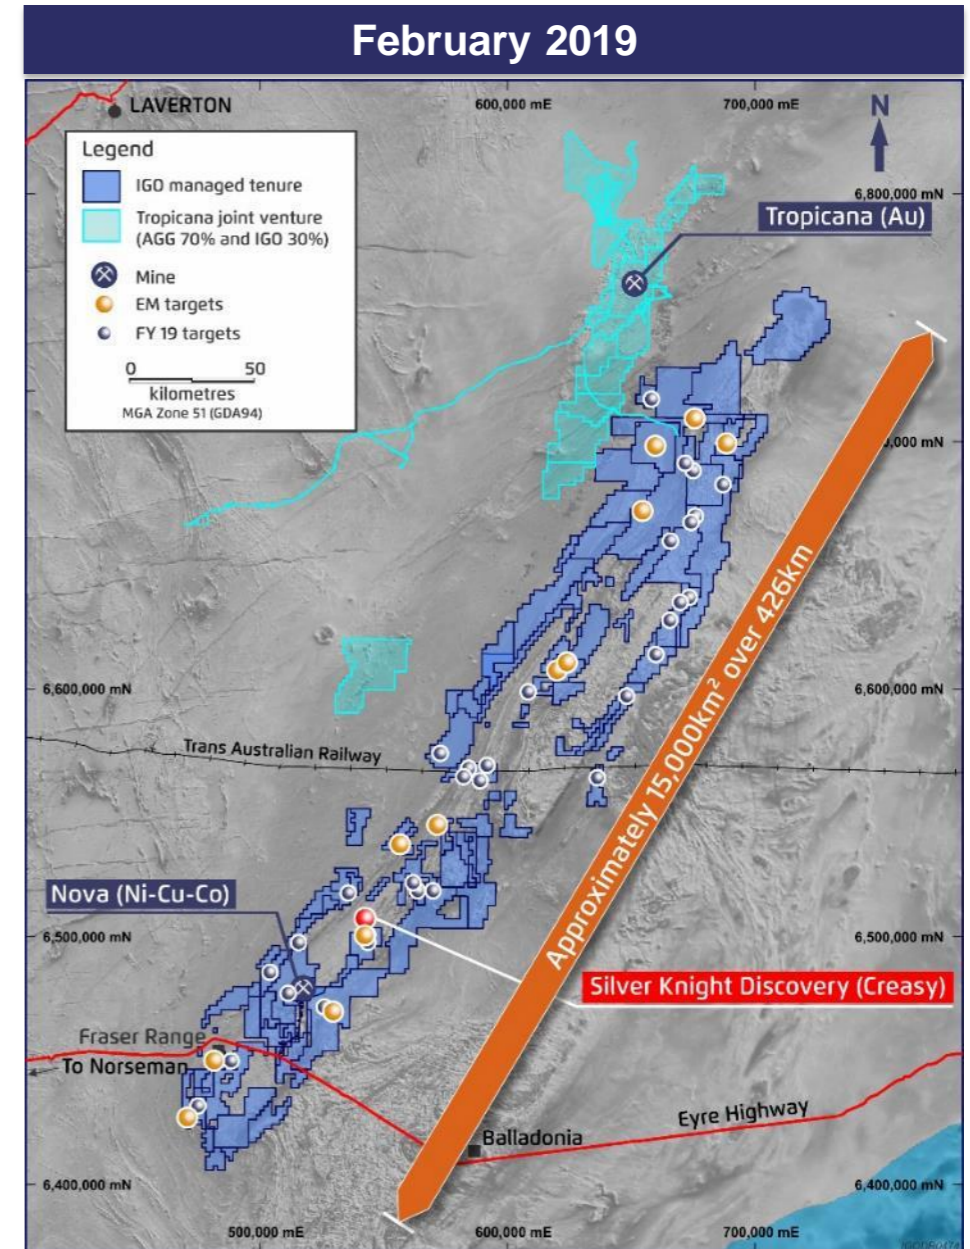 February 2019
LAVERTON
600,000 mE
700,000 mE
N
Legend
IGO managed tenure
Tropicana joint venture
(AGG 70% and IGO 30%)
Mine
EM targets
FY 19 targets
0 50
kilometres
MGA Zone 51 (GDA94)
6,800,000 mN
Tropicana (Au)
,000 mN
Approximately 15,000km² over 426km
6,600,000 mN
6,600,000 mN
Trans Australian Railway
Nova (Ni-Cu-Co)
6,500,000 mN
6,500,000 mN
Silver Knight Discovery (Creasy)
Fraser Range
To Norseman
Eyre Highway
Balladonia
6,400,000 mN
6,400,000 mN
500,000 mE
600,000 mE
700,000 mE